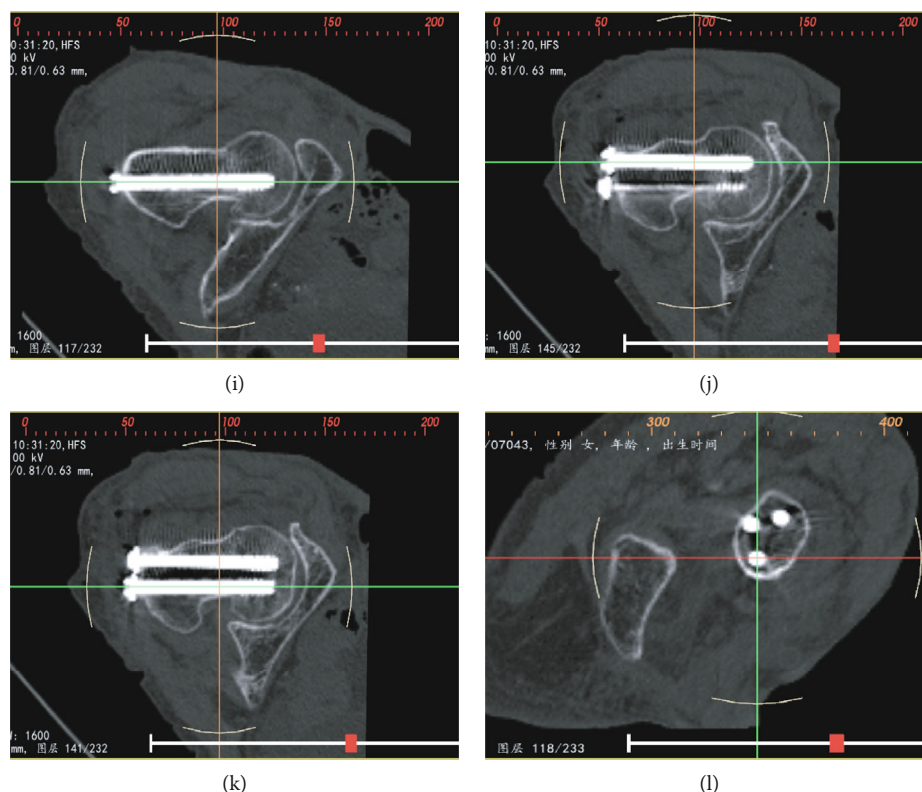 0 50 100 150 200
0:31:20,HFS
00 kV
0.81/0.63 mm,
: 1600
m, 图层 117/232
(i)
0 50 100 150 200
10:31:20,HFS
00 kV
/0.81/0.63 mm,
: 1600
mm, 图层 145/232
(j)
0 50 100 150 200
10:31:20,HFS
00 kV
/0.81/0.63 mm,
: 1600
mm, 图层 141/232
(k)
300 400
/07043, 性别 女, 年龄 , 出生时间
图层 118/233
(l)